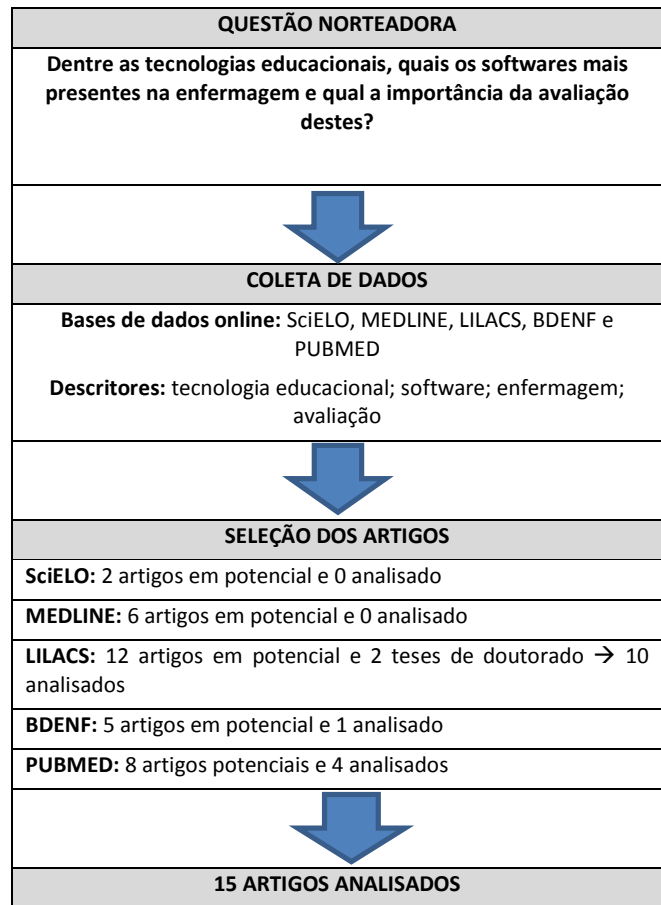 QUESTÃO NORTEADORA
Dentre as tecnologias educacionais, quais os softwares mais
presentes na enfermagem e qual a importância da avaliação
destes?
COLETA DE DADOS
Bases de dados online: SciELO, MEDLINE, LILACS, BDENF e
PUBMED
Descritores: tecnologia educacional; software; enfermagem;
avaliação
SELEÇÃO DOS ARTIGOS
SciELO: 2 artigos em potencial e 0 analisado
MEDLINE: 6 artigos em potencial e 0 analisado
LILACS: 12 artigos em potencial e 2 teses de doutorado → 10
analisados
BDENF: 5 artigos em potencial e 1 analisado
PUBMED: 8 artigos potenciais e 4 analisados
15 ARTIGOS ANALISADOS